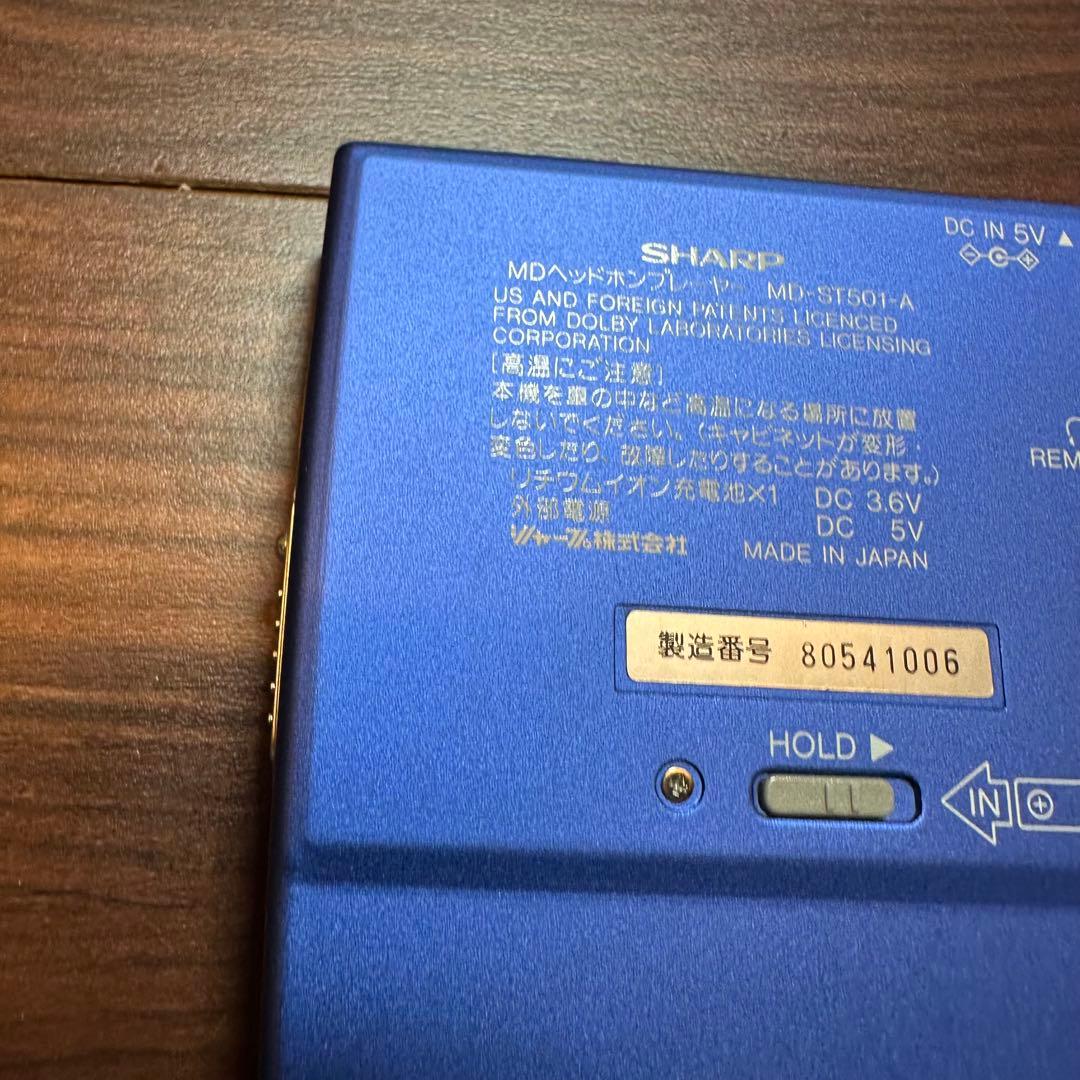 DC IN 5V ▲
SHARP
MDヘッドホンプレーヤー MD-ST501-A
US AND FOREIGN PATENTS LICENCED
FROM DOLBY LABORATORIES LICENSING
CORPORATION
[高温にご注意]
本機を車の中など高温になる場所に放置
しないでください。(キャビネットが変形・
変色したり、故障したりすることがあります。)
リチウムイオン充電池×1 DC 3.6V
外部電源 DC 5V
シャープ株式会社 MADE IN JAPAN
REM
製造番号 80541006
HOLD ▶
IN ⊕